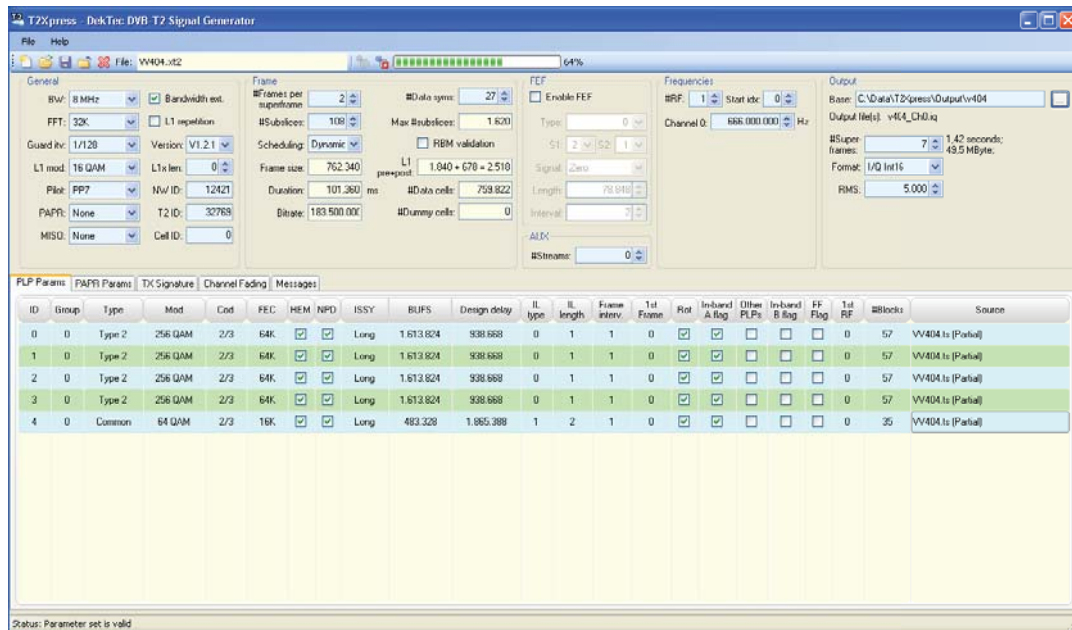 T2Xpress - DekTec DVB-T2 Signal Generator
File Help
File: VV404.xt2 64%
General
BW: 8 MHz Bandwidth ext.
FFT: 32K L1 repetition
Guard itv: 1/128 Version: V1.2.1
L1 mod: 16 QAM L1x len: 0
Pilot: PP7 NW ID: 12421
PAPR: None T2 ID: 32769
MISO: None Cell ID: 0
Frame
#Frames per superframe 2 #Data syms: 27
#Subslices: 108 Max #subslices: 1.620
Scheduling: Dynamic RBM validation
Frame size: 762.340 L1 pre+post: 1.840 + 678 = 2.518
Duration: 101.360 ms #Data cells: 759.822
Bitrate: 183.500.000 #Dummy cells: 0
FEF
Enable FEF
Type: 0
S1: 2 S2: 1
Signal: Zero
Length: 78.848
Interval: 2
AUX
#Streams: 0
Frequencies
#RF: 1 Start idx: 0
Channel 0: 666.000.000 Hz
Output
Base: C:\Data\T2Xpress\Output\v404 ...
Output file(s): v404_Ch0.iq
#Super frames: 7 1,42 seconds; 49.5 MByte;
Format: I/Q Int16
RMS: 5.000
PLP Params PAPR Params TX Signature Channel Fading Messages
ID Group Type Mod Cod FEC HEM NPD ISSY BUFS Design delay IL type IL length Frame interv. 1st Frame Rot In-band A flag Other PLPs In-band B flag FF Flag 1st RF #Blocks Source
0 0 Type 2 256 QAM 2/3 64K Long 1.613.824 938.668 0 1 1 0 0 57 VV404.ts (Partial)
1 0 Type 2 256 QAM 2/3 64K Long 1.613.824 938.668 0 1 1 0 0 57 VV404.ts (Partial)
2 0 Type 2 256 QAM 2/3 64K Long 1.613.824 938.668 0 1 1 0 0 57 VV404.ts (Partial)
3 0 Type 2 256 QAM 2/3 64K Long 1.613.824 938.668 0 1 1 0 0 57 VV404.ts (Partial)
4 0 Common 64 QAM 2/3 16K Long 483.328 1.865.388 1 2 1 0 0 35 VV404.ts (Partial)
Status: Parameter set is valid